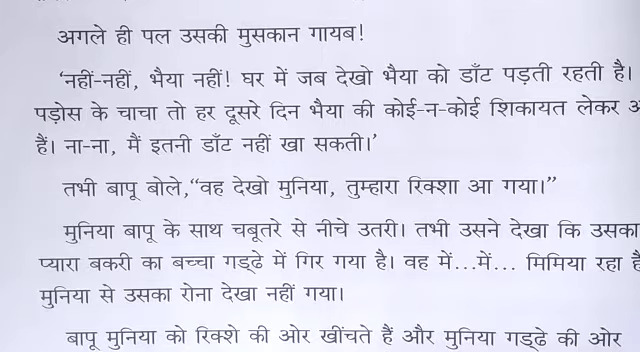 अगले ही पल उसकी मुसकान गायब!
‘नहीं-नहीं, भैया नहीं! घर में जब देखो भैया को डाँट पड़ती रहती है।
पड़ोस के चाचा तो हर दूसरे दिन भैया की कोई-न-कोई शिकायत लेकर
हैं। ना-ना, मैं इतनी डाँट नहीं खा सकती।’
तभी बापू बोले,“वह देखो मुनिया, तुम्हारा रिक्शा आ गया।”
मुनिया बापू के साथ चबूतरे से नीचे उतरी। तभी उसने देखा कि उसका
प्यारा बकरी का बच्चा गड्ढे में गिर गया है। वह में...में... मिमिया रहा है
मुनिया से उसका रोना देखा नहीं गया।
बापू मुनिया को रिक्शे की ओर खींचते हैं और मुनिया गड्ढे की ओर